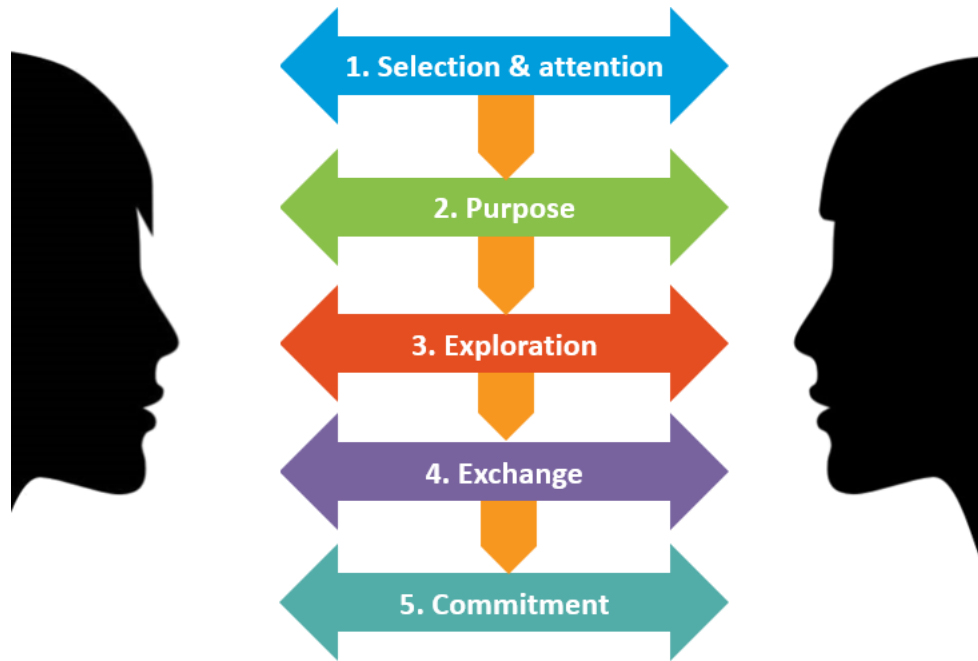 1. Selection & attention
2. Purpose
3. Exploration
4. Exchange
5. Commitment